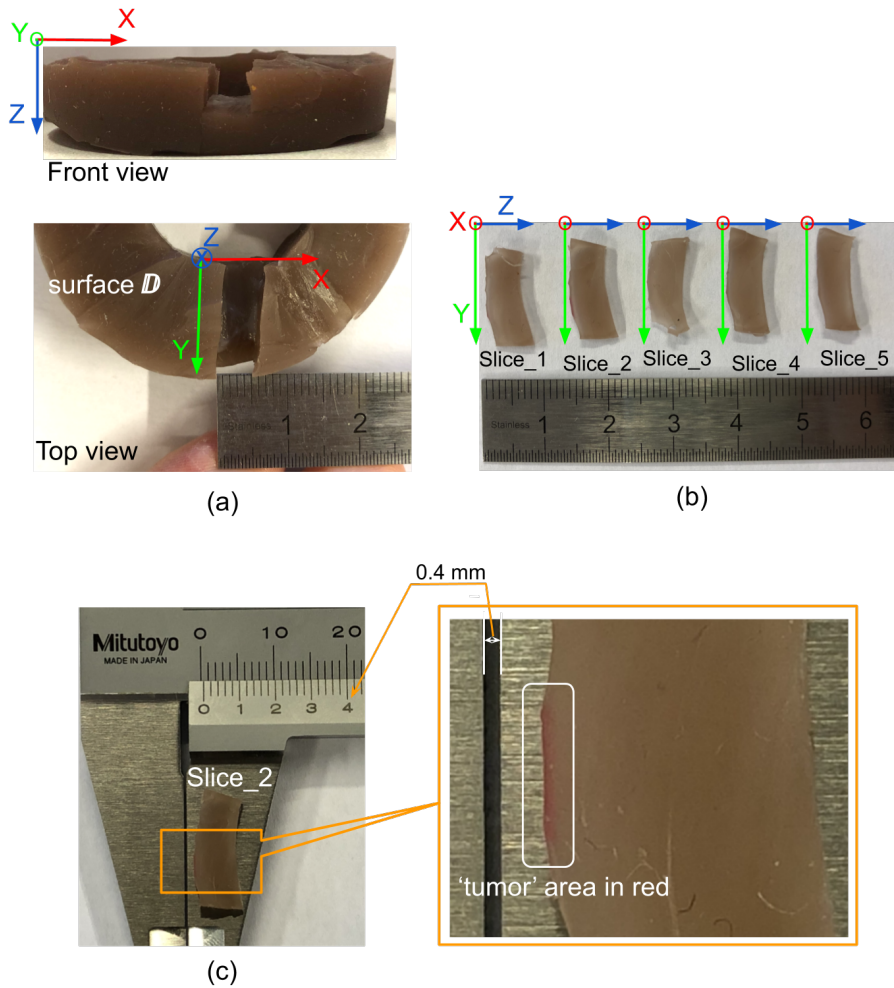 Y X
Z
Front view
Z
surface 𝔻
X
Y
1 2
Top view
(a)
X Z
Y
Slice_1 Slice_2 Slice_3 Slice_4 Slice_5
Stainless 1 2 3 4 5 6
(b)
0.4 mm
Mitutoyo
MADE IN JAPAN
0 10 20
0 1 2 3 4
Slice_2
'tumor' area in red
(c)